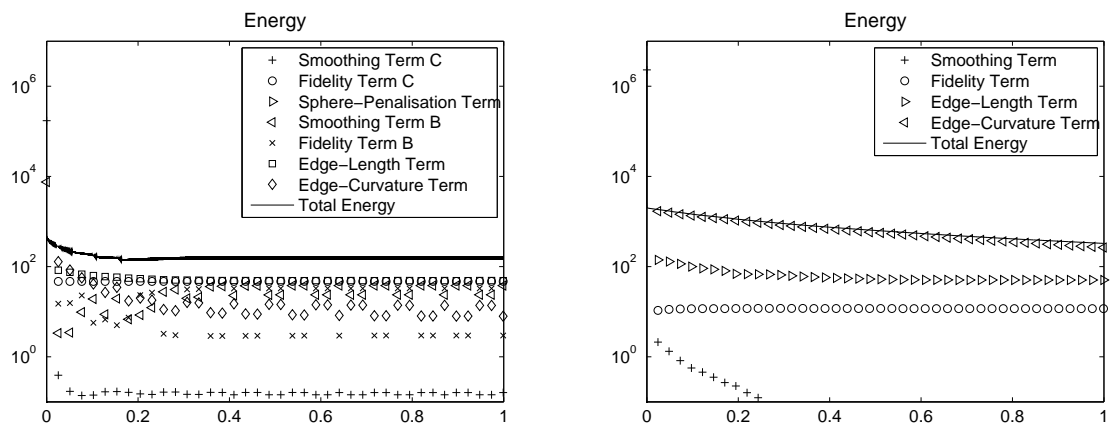 Energy
10^6
10^4
10^2
10^0
0
0.2
0.4
0.6
0.8
1
Smoothing Term C
Fidelity Term C
Sphere−Penalisation Term
Smoothing Term B
Fidelity Term B
Edge−Length Term
Edge−Curvature Term
Total Energy
Energy
10^6
10^4
10^2
10^0
0
0.2
0.4
0.6
0.8
1
Smoothing Term
Fidelity Term
Edge−Length Term
Edge−Curvature Term
Total Energy